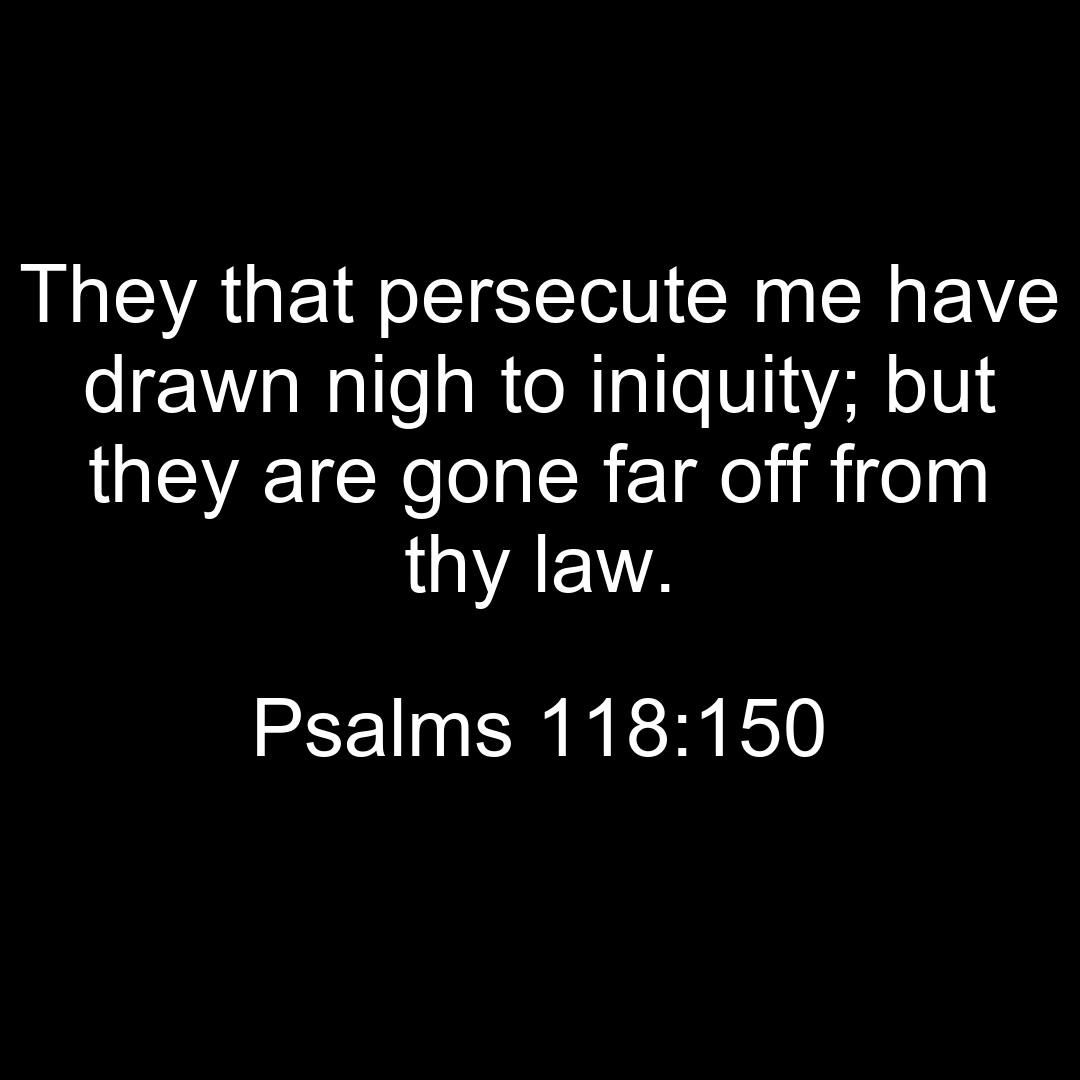 They that persecute me have
drawn nigh to iniquity; but
they are gone far off from
thy law.
Psalms 118:150